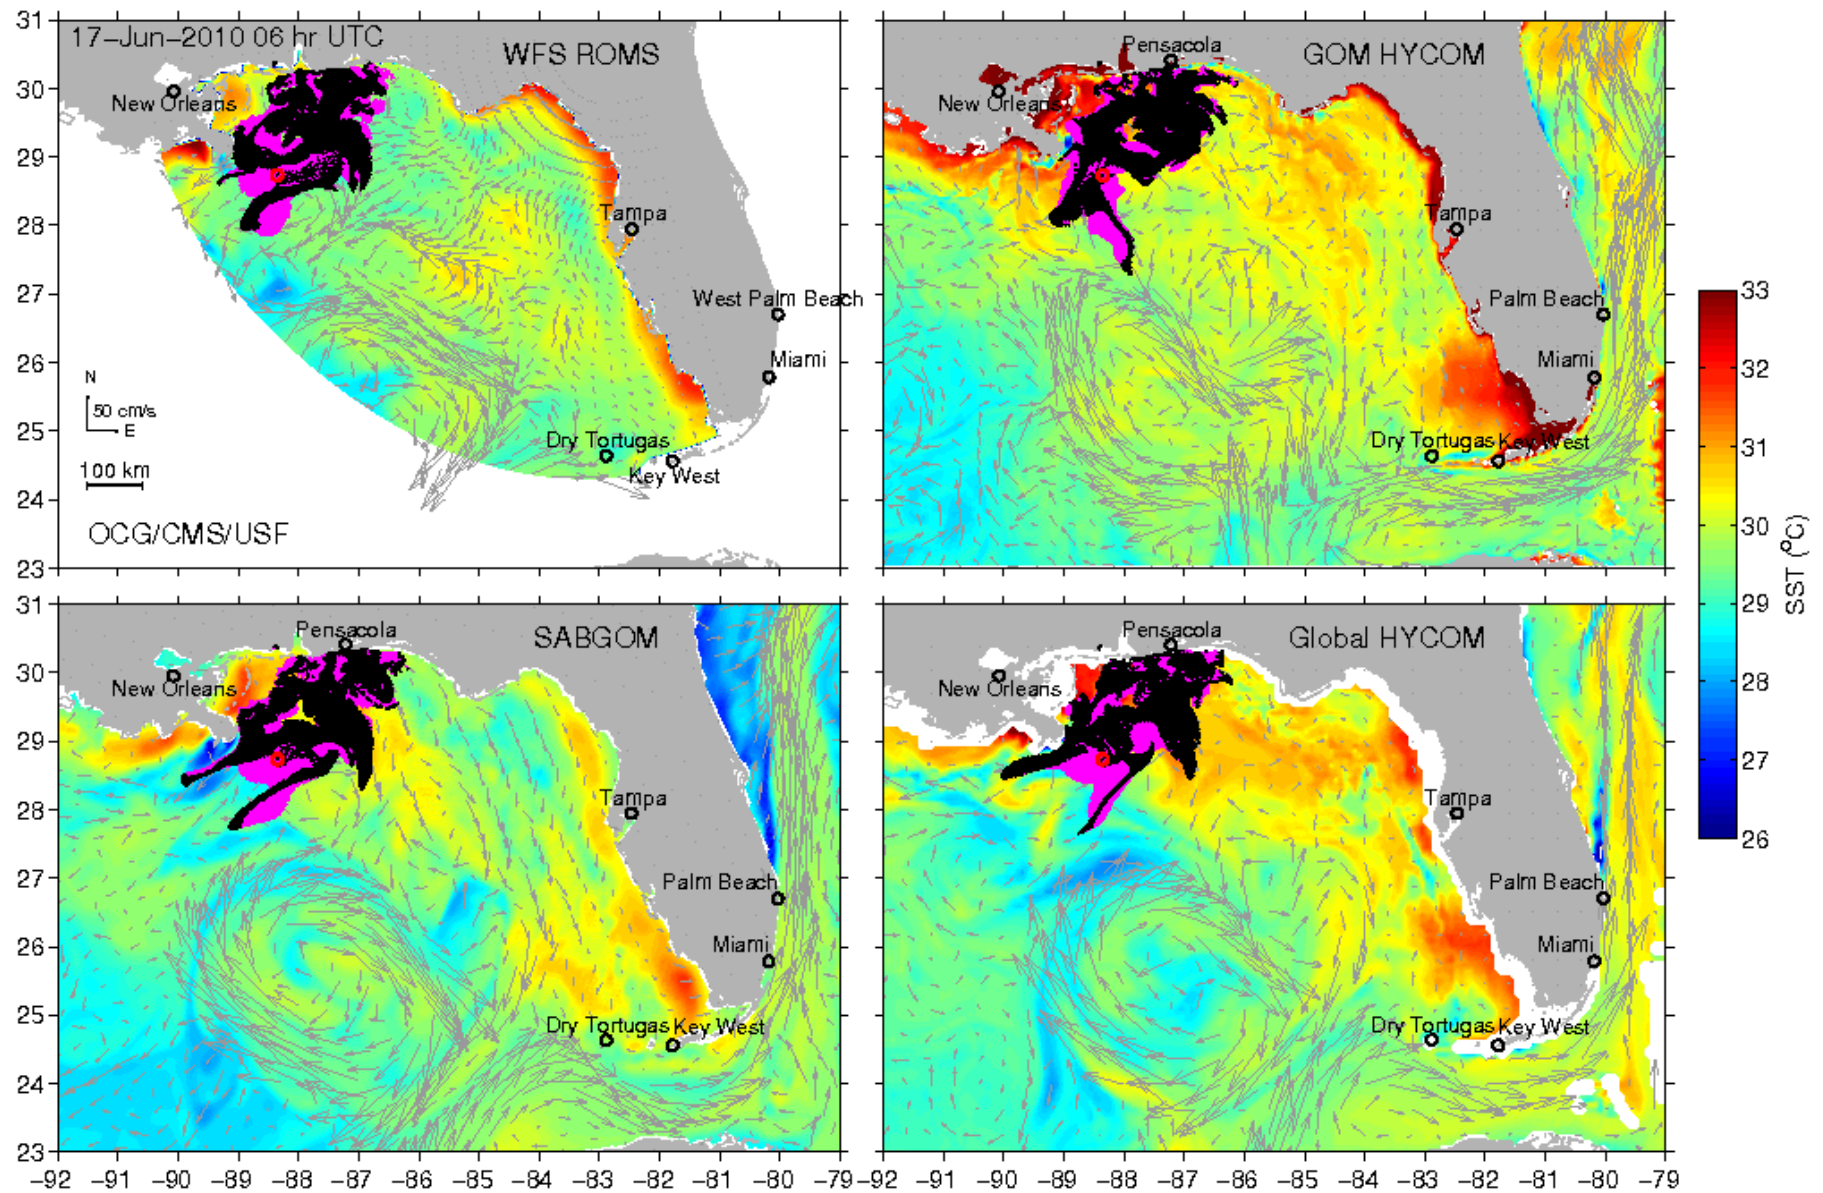 17-Jun-2010 06 hr UTC
WFS ROMS
New Orleans
Tampa
West Palm Beach
Miami
N
50 cm/s
E
100 km
Dry Tortugas
Key West
OCG/CMS/USF
31
30
29
28
27
26
25
24
23
GOM HYCOM
Pensacola
New Orleans
Tampa
Palm Beach
Miami
Dry Tortugas
Key West
SABGOM
Pensacola
New Orleans
Tampa
Palm Beach
Miami
Dry Tortugas
Key West
31
30
29
28
27
26
25
24
23
-92 -91 -90 -89 -88 -87 -86 -85 -84 -83 -82 -81 -80 -79
Global HYCOM
Pensacola
New Orleans
Tampa
Palm Beach
Miami
Dry Tortugas
Key West
-92 -91 -90 -89 -88 -87 -86 -85 -84 -83 -82 -81 -80 -79
33
32
31
30
29
28
27
26
SST (°C)